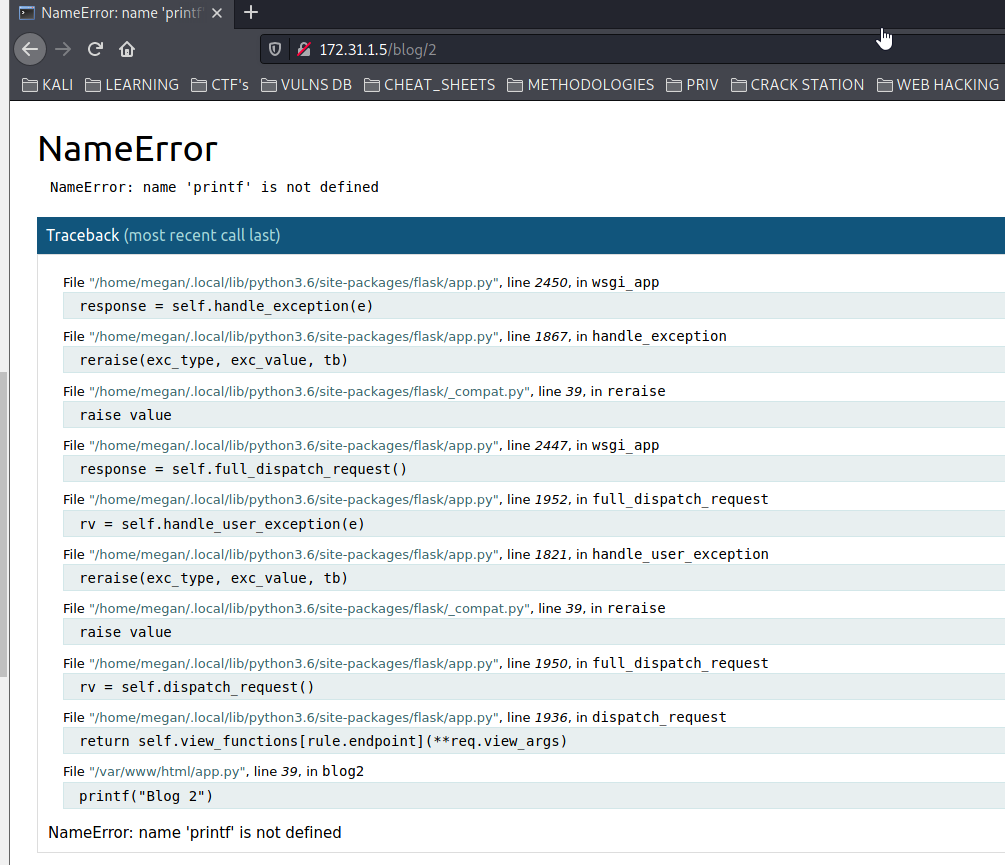 NameError: name 'printf'
172.31.1.5/blog/2
KALI LEARNING CTF's VULNS DB CHEAT_SHEETS METHODOLOGIES PRIV CRACK STATION WEB HACKING
NameError
NameError: name 'printf' is not defined
Traceback (most recent call last)
File "/home/megan/.local/lib/python3.6/site-packages/flask/app.py", line 2450, in wsgi_app
response = self.handle_exception(e)
File "/home/megan/.local/lib/python3.6/site-packages/flask/app.py", line 1867, in handle_exception
reraise(exc_type, exc_value, tb)
File "/home/megan/.local/lib/python3.6/site-packages/flask/_compat.py", line 39, in reraise
raise value
File "/home/megan/.local/lib/python3.6/site-packages/flask/app.py", line 2447, in wsgi_app
response = self.full_dispatch_request()
File "/home/megan/.local/lib/python3.6/site-packages/flask/app.py", line 1952, in full_dispatch_request
rv = self.handle_user_exception(e)
File "/home/megan/.local/lib/python3.6/site-packages/flask/app.py", line 1821, in handle_user_exception
reraise(exc_type, exc_value, tb)
File "/home/megan/.local/lib/python3.6/site-packages/flask/_compat.py", line 39, in reraise
raise value
File "/home/megan/.local/lib/python3.6/site-packages/flask/app.py", line 1950, in full_dispatch_request
rv = self.dispatch_request()
File "/home/megan/.local/lib/python3.6/site-packages/flask/app.py", line 1936, in dispatch_request
return self.view_functions[rule.endpoint](**req.view_args)
File "/var/www/html/app.py", line 39, in blog2
printf("Blog 2")
NameError: name 'printf' is not defined